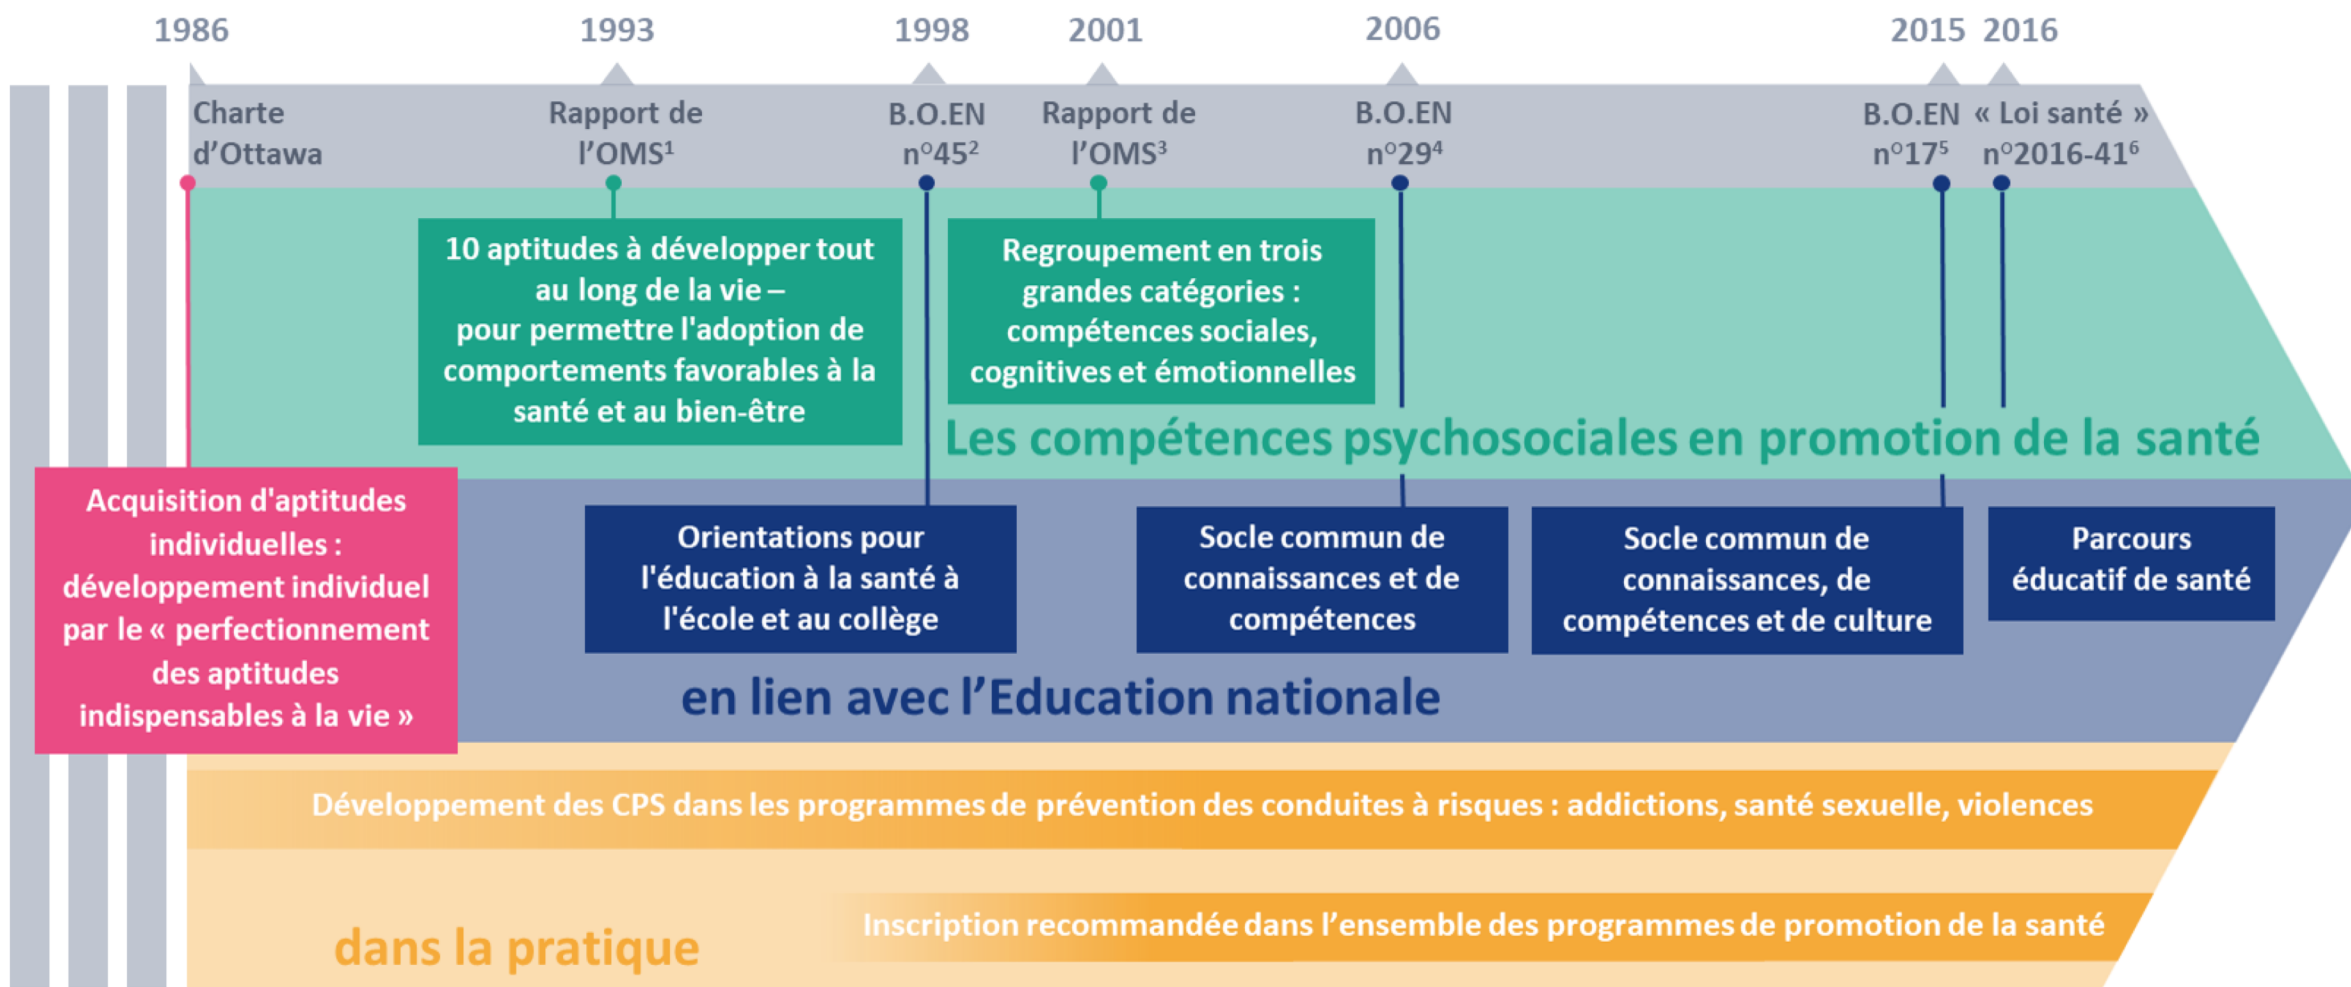 1986
1993
1998
2001
2006
2015
2016
Charte
d’Ottawa
Rapport de
l’OMS¹
B.O.EN
n°45²
Rapport de
l’OMS³
B.O.EN
n°29⁴
B.O.EN
n°17⁵
« Loi santé »
n°2016-41⁶
10 aptitudes à développer tout
au long de la vie –
pour permettre l'adoption de
comportements favorables à la
santé et au bien-être
Regroupement en trois
grandes catégories :
compétences sociales,
cognitives et émotionnelles
Les compétences psychosociales en promotion de la santé
Acquisition d'aptitudes
individuelles :
développement individuel
par le « perfectionnement
des aptitudes
indispensables à la vie »
Orientations pour
l'éducation à la santé à
l'école et au collège
Socle commun de
connaissances et de
compétences
Socle commun de
connaissances, de
compétences et de culture
Parcours
éducatif de santé
en lien avec l’Education nationale
Développement des CPS dans les programmes de prévention des conduites à risques : addictions, santé sexuelle, violences
Inscription recommandée dans l’ensemble des programmes de promotion de la santé
dans la pratique